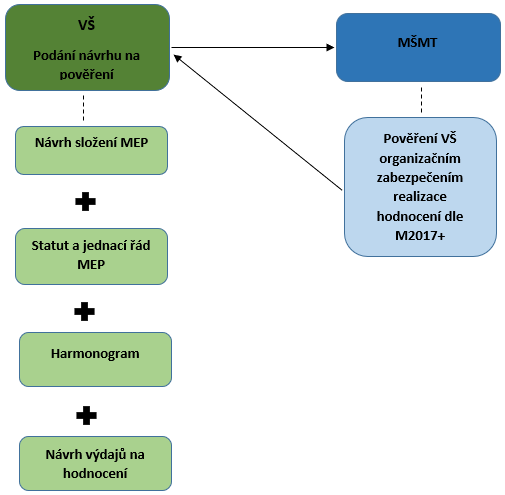 VŠ
Podání návrhu na
pověření
MŠMT
Návrh složení MEP
Statut a jednací řád
MEP
Harmonogram
Návrh výdajů na
hodnocení
Pověření VŠ
organizačním
zabezpečením
realizace
hodnocení dle
M2017+